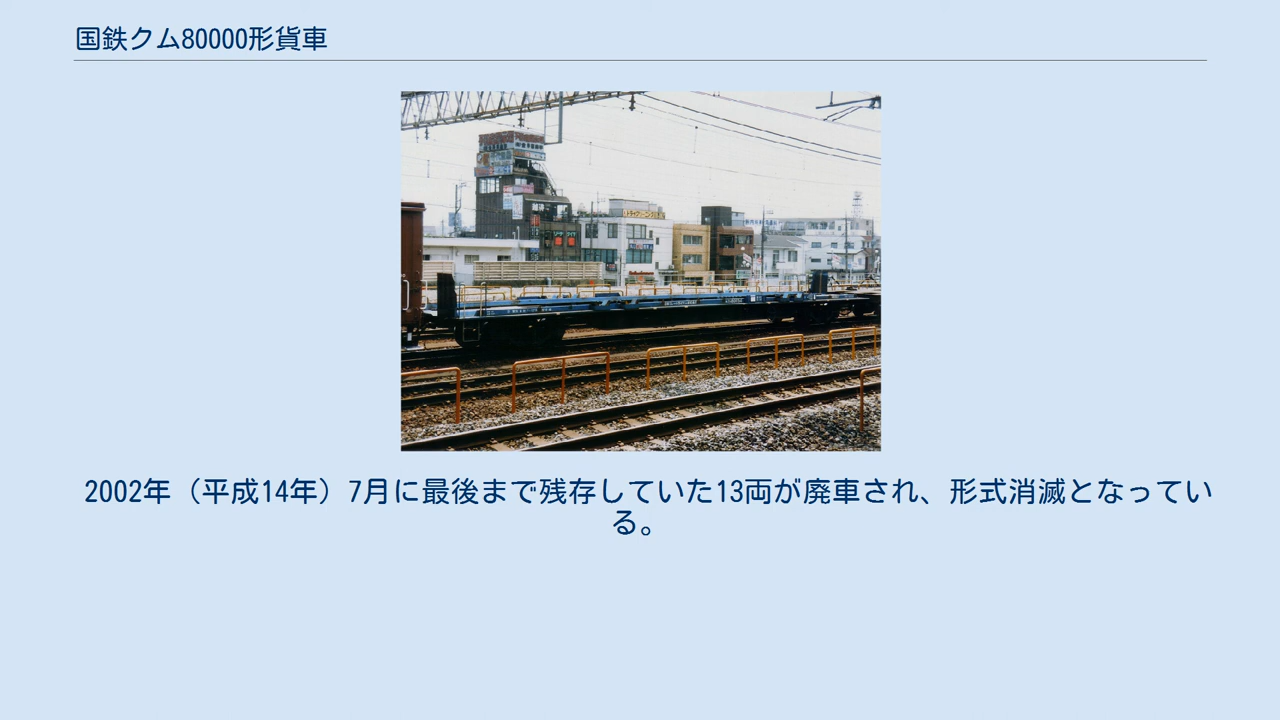 国鉄クム80000形貨車
2002年（平成14年）7月に最後まで残存していた13両が廃車され、形式消滅となってい
る。